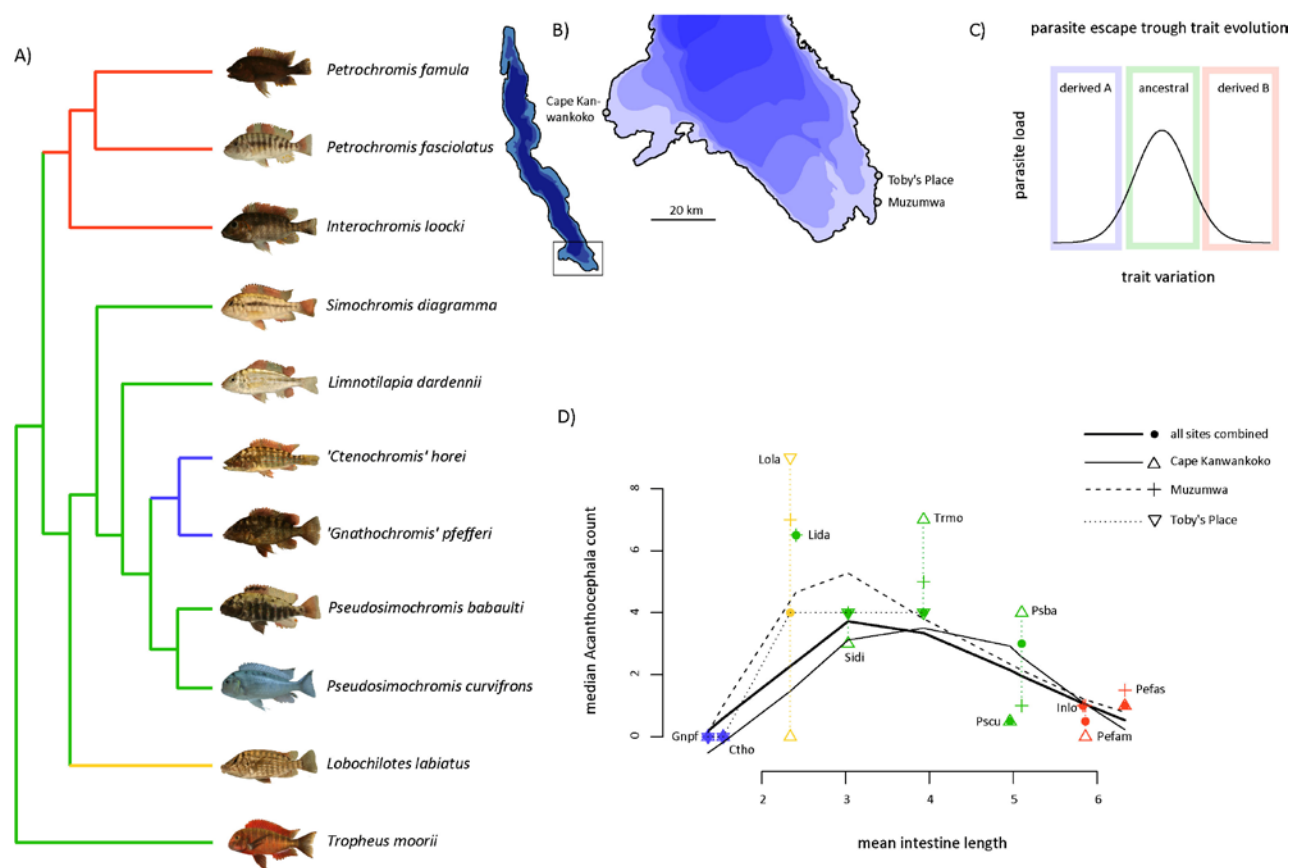 A)
Petrochromis famula
Petrochromis fasciolatus
Interochromis loocki
Simochromis diagramma
Limnotilapia dardennii
'Ctenochromis' horei
'Gnathochromis' pfefferi
Pseudosimochromis babaulti
Pseudosimochromis curvifrons
Lobochilotes labiatus
Tropheus moorii
B)
Cape Kan-
wankoko
Toby's Place
Muzumwa
20 km
C)
parasite escape trough trait evolution
derived A
ancestral
derived B
parasite load
trait variation
D)
all sites combined
Cape Kanwankoko
Muzumwa
Toby's Place
median Acanthocephala count
8
6
4
2
0
Lola
Lida
Trmo
Sidi
Psba
Pscu
Pefas
Inlo
Pefam
Gnpf
Ctho
2
3
4
5
6
mean intestine length